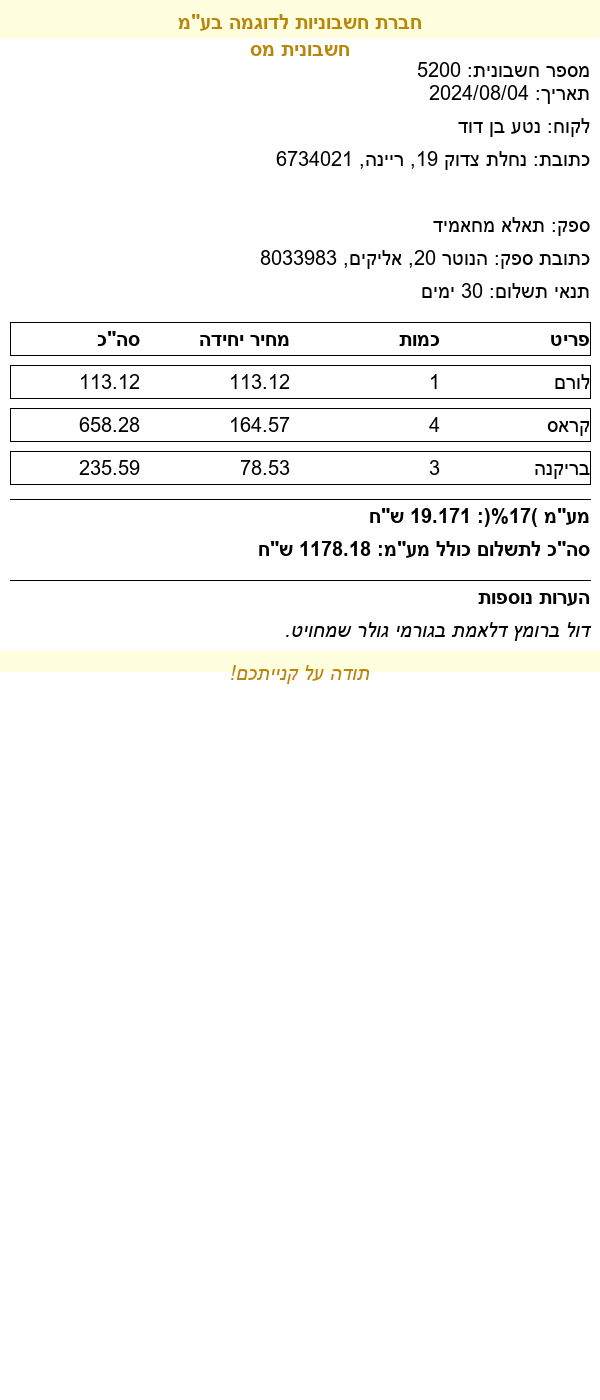 חברת חשבוניות לדוגמה בע"מ
חשבונית מס
מספר חשבונית: 5200
תאריך: 2024/08/04
לקוח: נטע בן דוד
כתובת: נחלת צדוק 19, ריינה, 6734021
ספק: תאלא מחאמיד
כתובת ספק: הנוטר 20, אליקים, 8033983
תנאי תשלום: 30 ימים
פריט כמות מחיר יחידה סה"כ
לורם 1 113.12 113.12
קראס 4 164.57 658.28
בריקנה 3 78.53 235.59
מע"מ (17%): 19.171 ש"ח
סה"כ לתשלום כולל מע"מ: 1178.18 ש"ח
הערות נוספות
דול ברומץ דלאמת בגורמי גולר שמחויט.
תודה על קנייתכם!